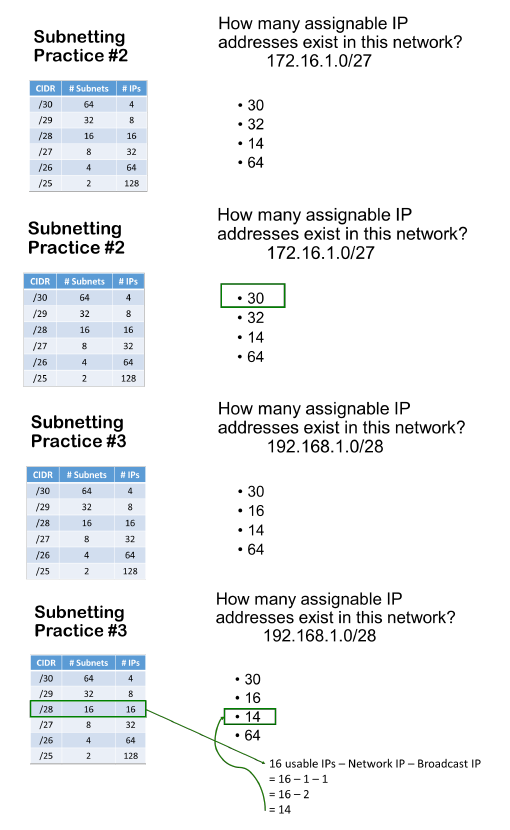 Subnetting
Practice #2
How many assignable IP
addresses exist in this network?
172.16.1.0/27
CIDR # Subnets # IPs
/30 64 4
/29 32 8
/28 16 16
/27 8 32
/26 4 64
/25 2 128
• 30
• 32
• 14
• 64
Subnetting
Practice #2
How many assignable IP
addresses exist in this network?
172.16.1.0/27
CIDR # Subnets # IPs
/30 64 4
/29 32 8
/28 16 16
/27 8 32
/26 4 64
/25 2 128
• 30
• 32
• 14
• 64
Subnetting
Practice #3
How many assignable IP
addresses exist in this network?
192.168.1.0/28
CIDR # Subnets # IPs
/30 64 4
/29 32 8
/28 16 16
/27 8 32
/26 4 64
/25 2 128
• 30
• 16
• 14
• 64
Subnetting
Practice #3
How many assignable IP
addresses exist in this network?
192.168.1.0/28
CIDR # Subnets # IPs
/30 64 4
/29 32 8
/28 16 16
/27 8 32
/26 4 64
/25 2 128
• 30
• 16
• 14
• 64
16 usable IPs – Network IP – Broadcast IP
= 16 – 1 – 1
= 16 – 2
= 14